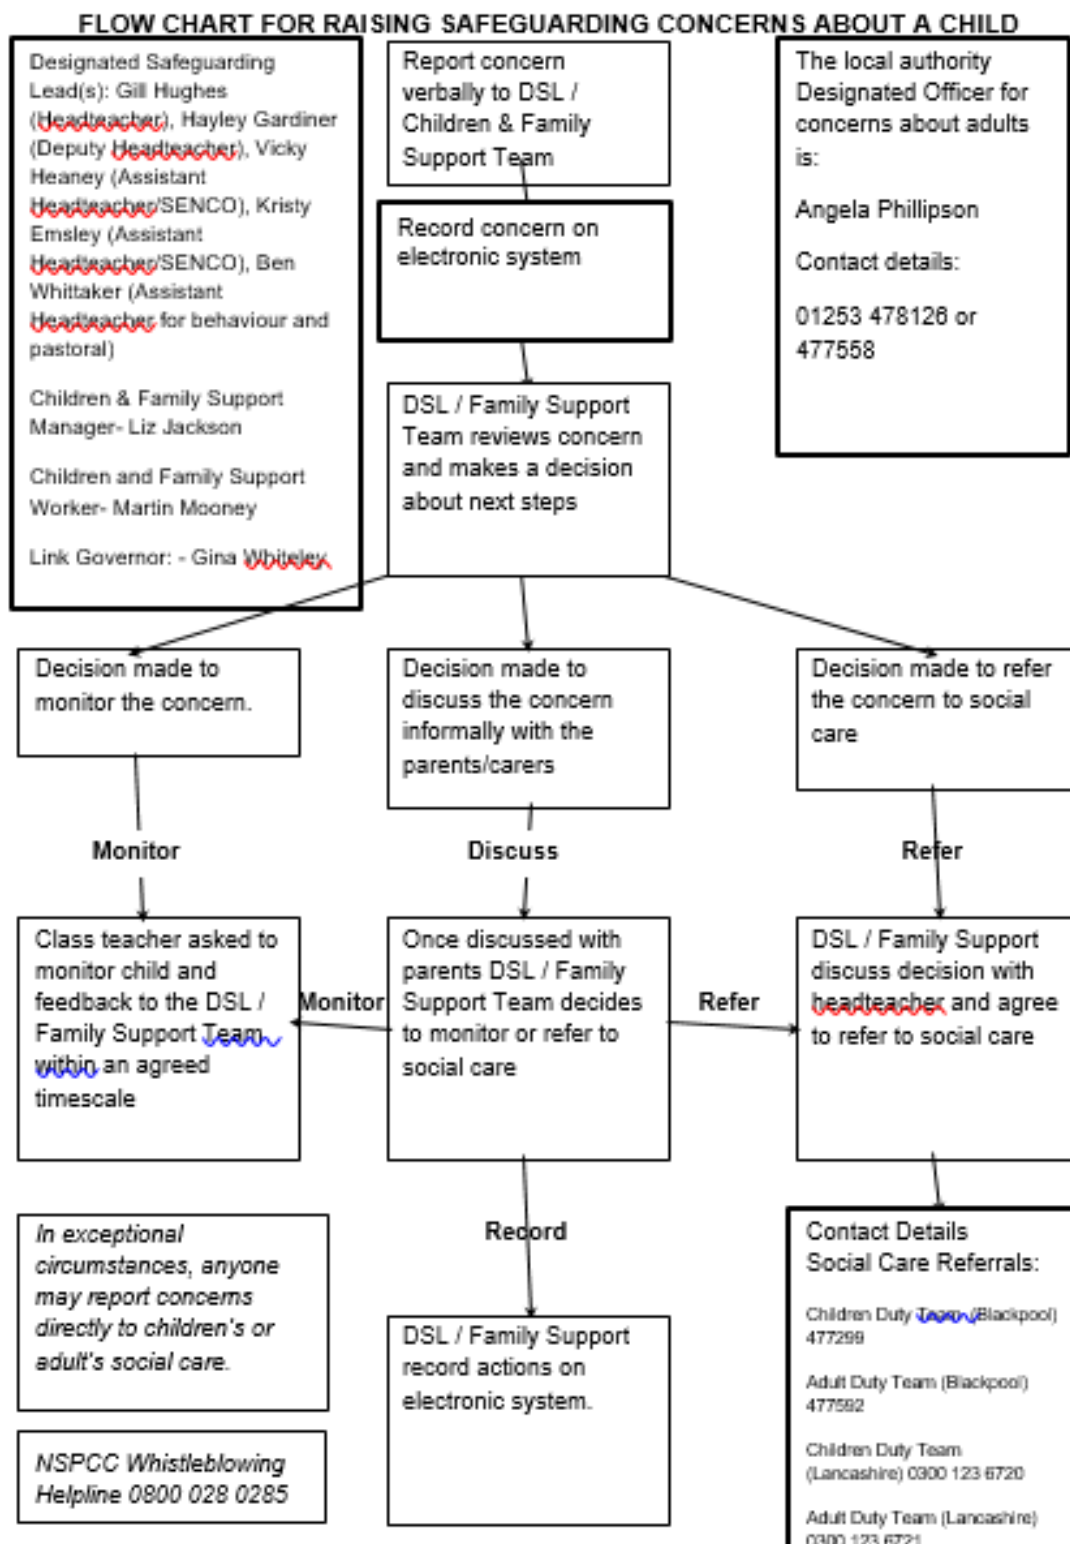 FLOW CHART FOR RAISING SAFEGUARDING CONCERNS ABOUT A CHILD
Designated Safeguarding
Lead(s): Gill Hughes
(Headteacher), Hayley Gardiner
(Deputy Headteacher), Vicky
Heaney (Assistant
Headteacher/SENCO), Kristy
Emsley (Assistant
Headteacher/SENCO), Ben
Whittaker (Assistant
Headteacher for behaviour and
pastoral)
Children & Family Support
Manager- Liz Jackson
Children and Family Support
Worker- Martin Mooney
Link Governor: - Gina Whiteley
Report concern
verbally to DSL /
Children & Family
Support Team
Record concern on
electronic system
DSL / Family Support
Team reviews concern
and makes a decision
about next steps
The local authority
Designated Officer for
concerns about adults
is:
Angela Phillipson
Contact details:
01253 478126 or
477558
Decision made to
monitor the concern.
Decision made to
discuss the concern
informally with the
parents/carers
Decision made to refer
the concern to social
care
Monitor
Discuss
Refer
Class teacher asked to
monitor child and
feedback to the DSL /
Family Support Team
within an agreed
timescale
Monitor
Once discussed with
parents DSL / Family
Support Team decides
to monitor or refer to
social care
Refer
DSL / Family Support
discuss decision with
headteacher and agree
to refer to social care
In exceptional
circumstances, anyone
may report concerns
directly to children's or
adult's social care.
NSPCC Whistleblowing
Helpline 0800 028 0285
Record
DSL / Family Support
record actions on
electronic system.
Contact Details
Social Care Referrals:
Children Duty Team (Blackpool)
477299
Adult Duty Team (Blackpool)
477592
Children Duty Team
(Lancashire) 0300 123 6720
Adult Duty Team (Lancashire)
0300 123 6721